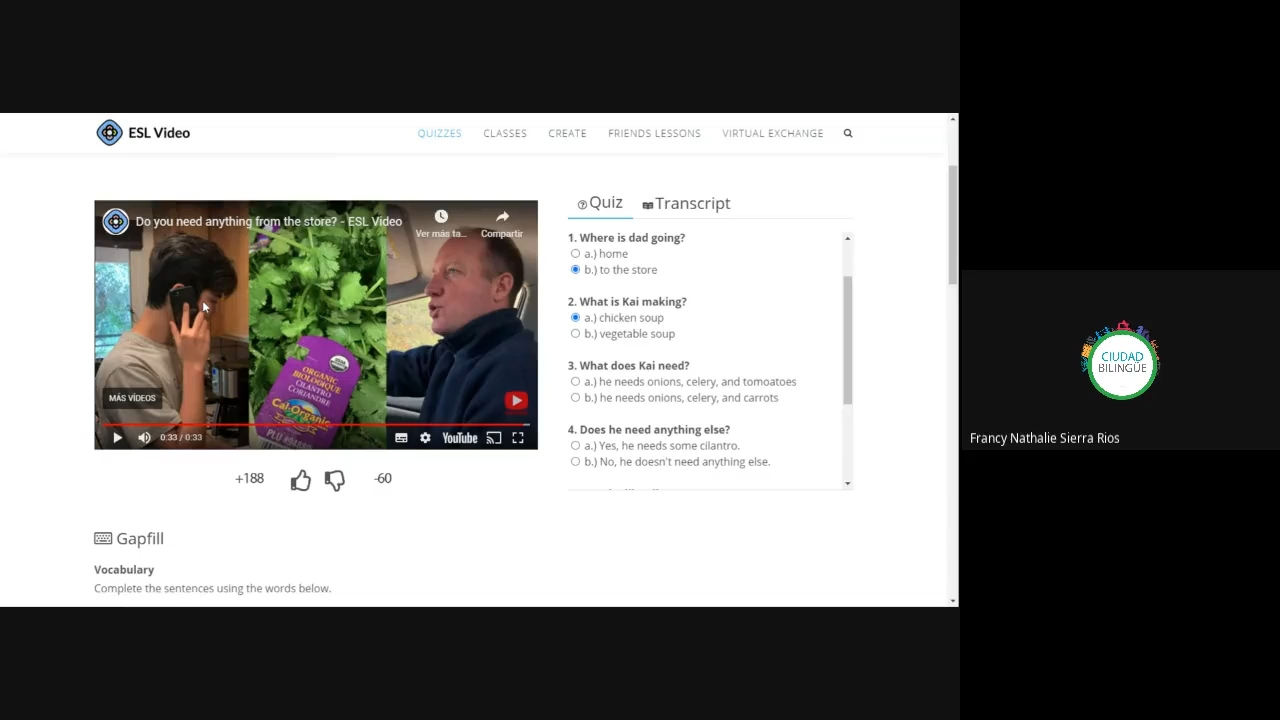 ESL Video
QUIZZES CLASSES CREATE FRIENDS LESSONS VIRTUAL EXCHANGE
Do you need anything from the store? - ESL Video
Ver más ta...
Compartir
ORGANIC
BIOLOGIQUE
CILANTRO
CORIANDRE
Cal-Organic
MÁS VÍDEOS
0:33 / 0:33
YouTube
+188
-60
Quiz Transcript
1. Where is dad going?
a.) home
b.) to the store
2. What is Kai making?
a.) chicken soup
b.) vegetable soup
3. What does Kai need?
a.) he needs onions, celery, and tomoatoes
b.) he needs onions, celery, and carrots
4. Does he need anything else?
a.) Yes, he needs some cilantro.
b.) No, he doesn't need anything else.
Gapfill
Vocabulary
Complete the sentences using the words below.
CIUDAD
BILINGÜE
Francy Nathalie Sierra Rios